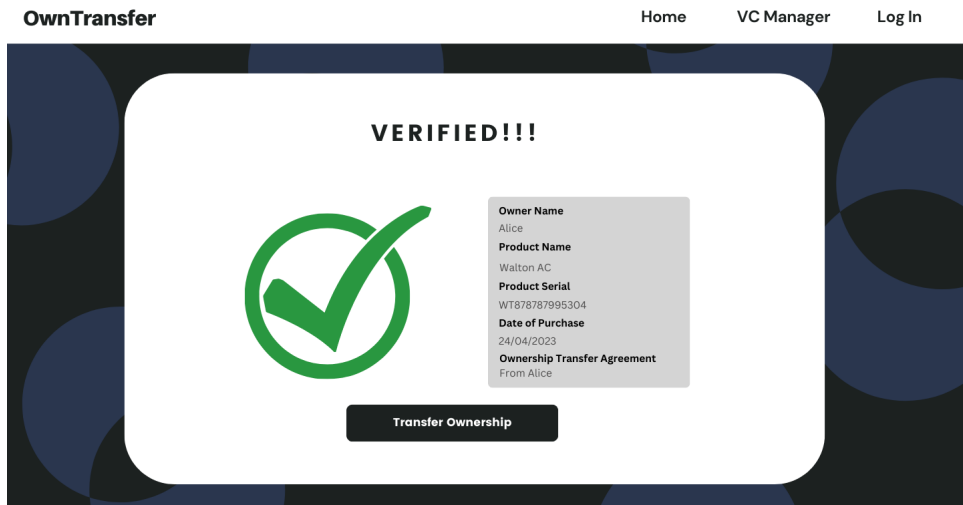 OwnTransfer Home VC Manager Log In
VERIFIED!!!
Owner Name
Alice
Product Name
Walton AC
Product Serial
WT878787995304
Date of Purchase
24/04/2023
Ownership Transfer Agreement
From Alice
Transfer Ownership